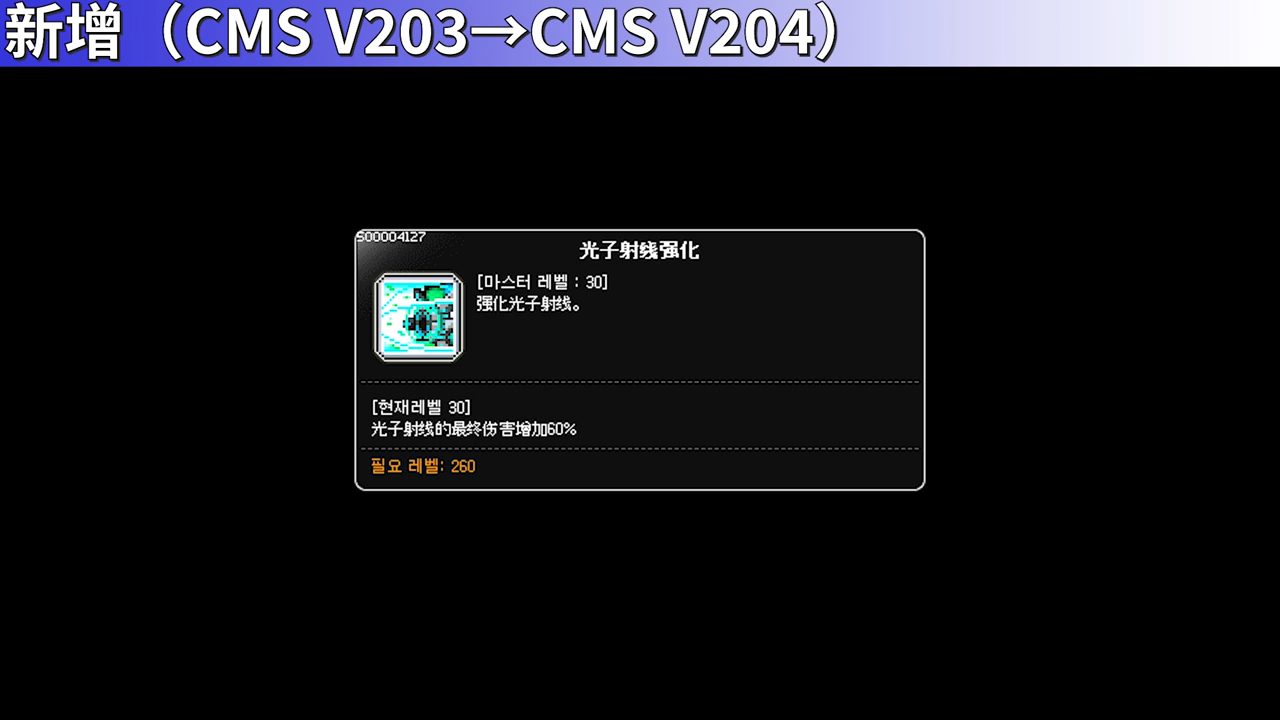 新增（CMS V203→CMS V204）
S00004127
光子射线强化
[마스터 레벨 : 30]
强化光子射线。
[현재레벨 30]
光子射线的最终伤害增加60%
필요 레벨: 260